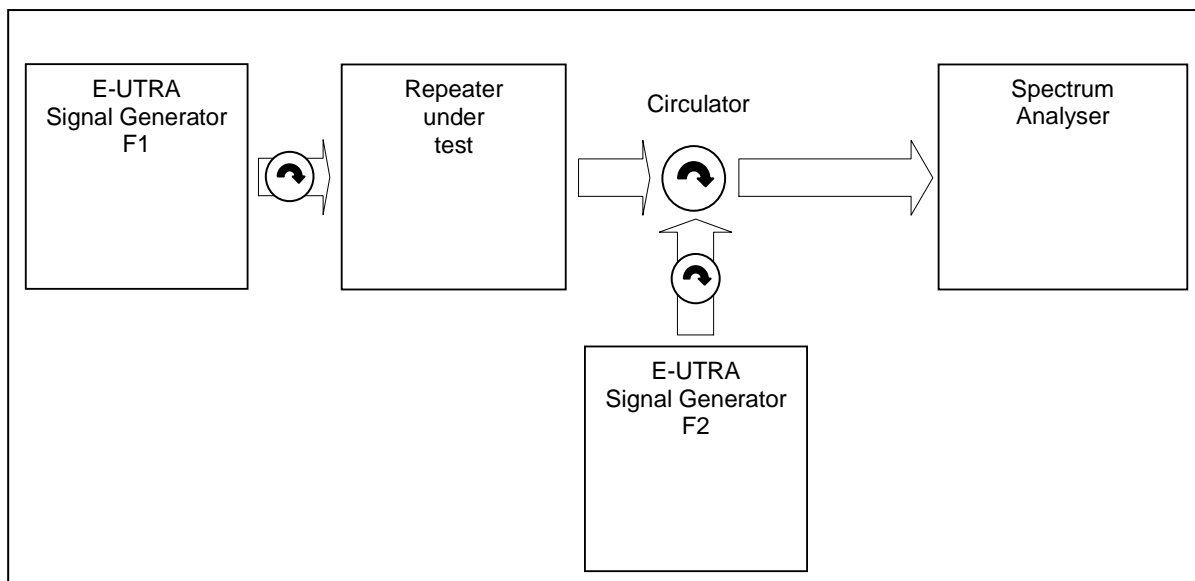 E-UTRA
Signal Generator
F1
Repeater
under
test
Circulator
Spectrum
Analyser
E-UTRA
Signal Generator
F2